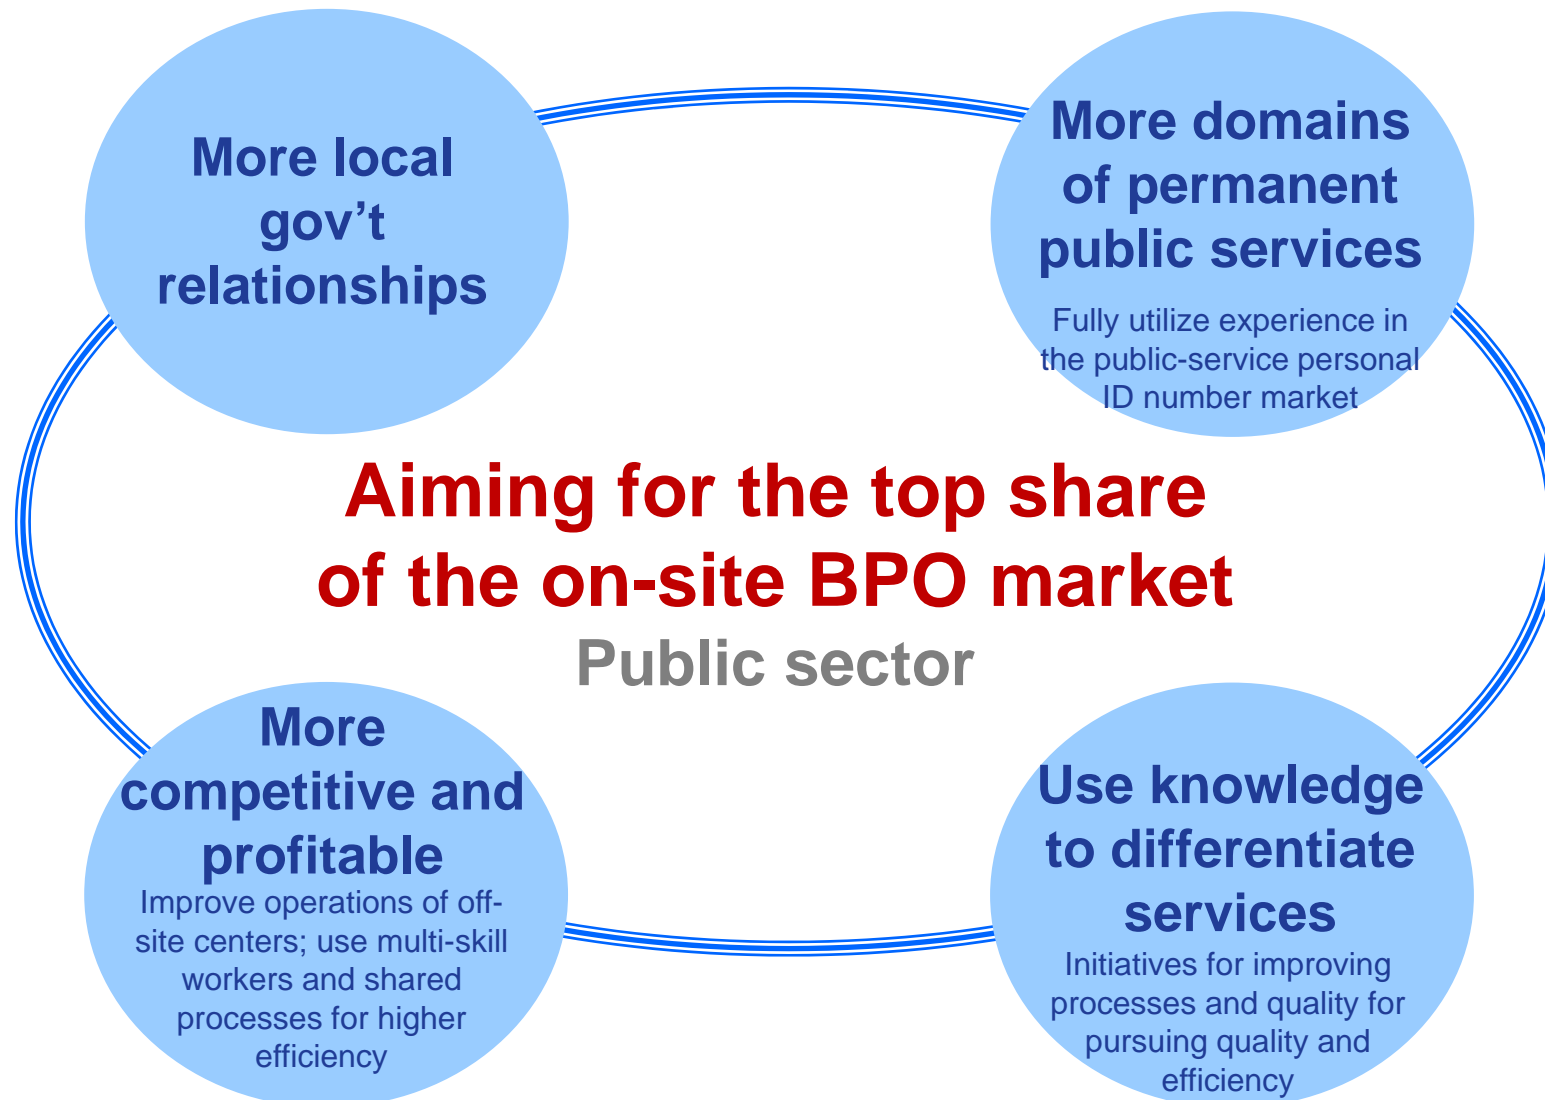 More local
gov’t
relationships
More domains
of permanent
public services
Fully utilize experience in
the public-service personal
ID number market
Aiming for the top share
of the on-site BPO market
Public sector
More
competitive and
profitable
Improve operations of off-
site centers; use multi-skill
workers and shared
processes for higher
efficiency
Use knowledge
to differentiate
services
Initiatives for improving
processes and quality for
pursuing quality and
efficiency